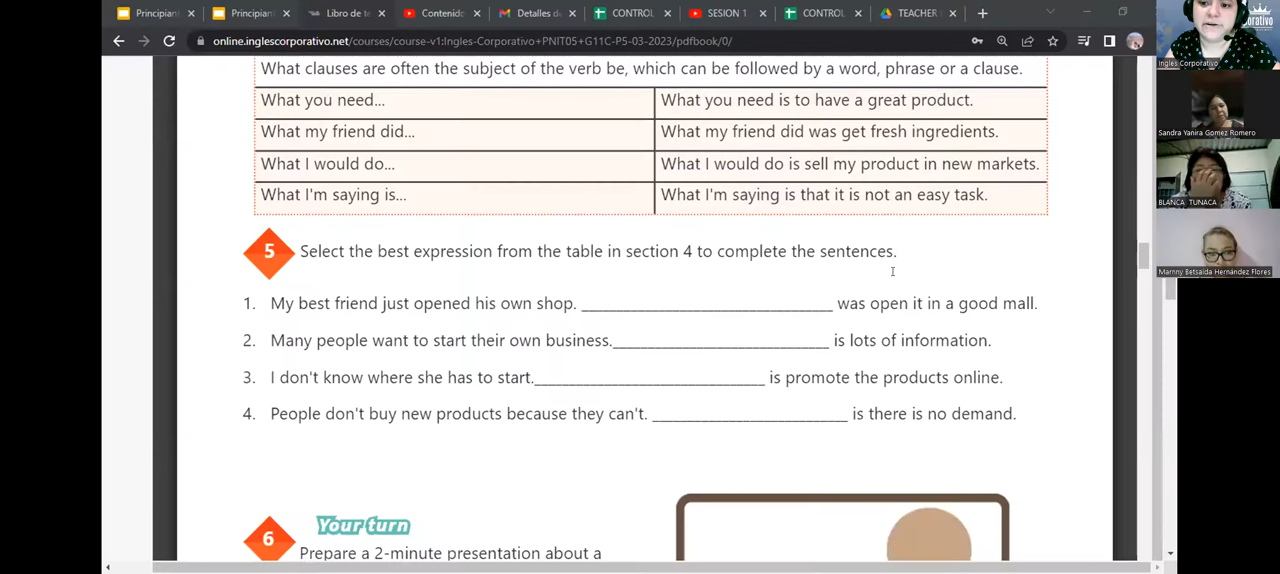 Principiant
Principiant
Libro de te
Contenido
Detalles de
CONTROL
SESION 1
CONTROL
TEACHER
online.inglescorporativo.net/courses/course-v1:Ingles-Corporativo+PNIT05+G11C-P5-03-2023/pdfbook/0/
orativo
Ingles Corporativo
Sandra Yanira Gomez Romero
BLANCA TUNACA
Marnny Betsaida Hernández Flores
What clauses are often the subject of the verb be, which can be followed by a word, phrase or a clause.
What you need... What you need is to have a great product.
What my friend did... What my friend did was get fresh ingredients.
What I would do... What I would do is sell my product in new markets.
What I'm saying is... What I'm saying is that it is not an easy task.
5 Select the best expression from the table in section 4 to complete the sentences.
1. My best friend just opened his own shop. ____________________________ was open it in a good mall.
2. Many people want to start their own business.________________________ is lots of information.
3. I don't know where she has to start.__________________________ is promote the products online.
4. People don't buy new products because they can't. ______________________ is there is no demand.
6 Your turn
Prepare a 2-minute presentation about a